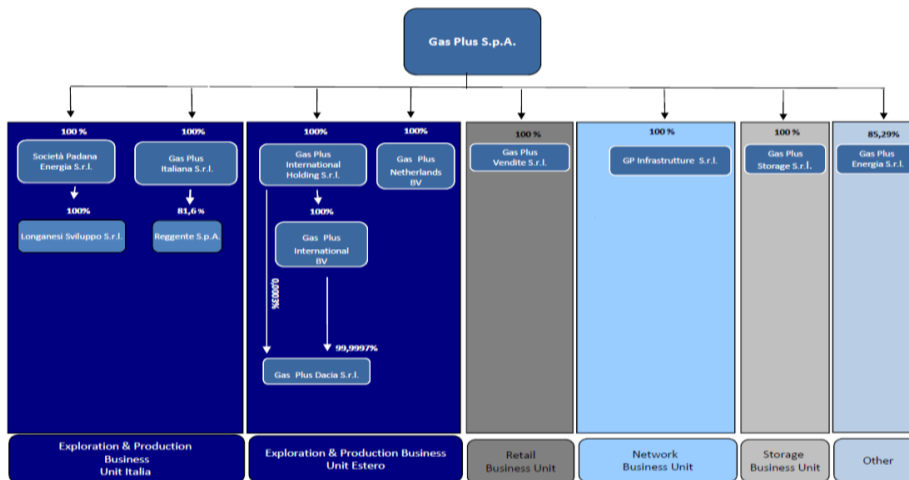 Gas Plus S.p.A.
100 %
100%
100%
100%
100 %
100 %
100 %
85,29%
Società Padana
Energia S.r.l.
Gas Plus
Italiana S.r.l.
Gas Plus
International
Holding S.r.l.
Gas Plus
Netherlands
BV
Gas Plus
Vendite S.r.l.
GP Infrastrutture S.r.l.
Gas Plus
Storage S.r.l.
Gas Plus
Energia S.r.l.
100%
81,6 %
100%
Longanesi Sviluppo S.r.l.
Reggente S.p.A.
Gas Plus
International
BV
0,0003%
99,9997%
Gas Plus Dacia S.r.l.
Exploration & Production
Business
Unit Italia
Exploration & Production Business
Unit Estero
Retail
Business Unit
Network
Business Unit
Storage
Business Unit
Other